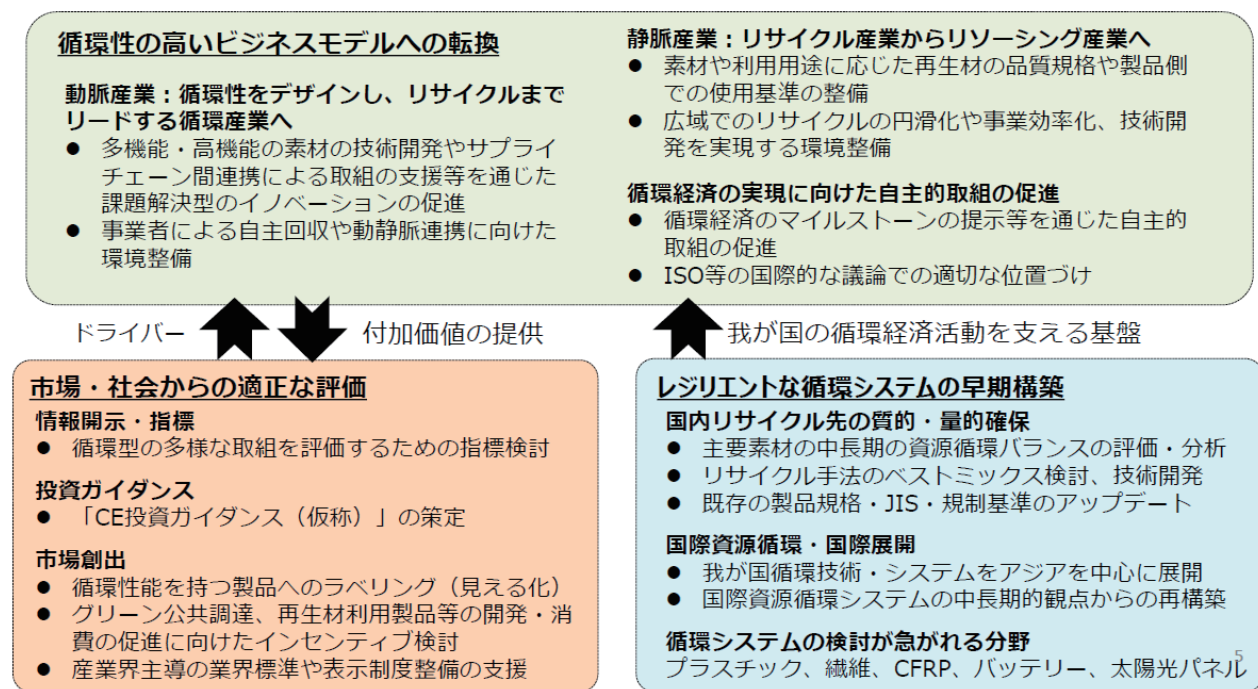 循環性の高いビジネスモデルへの転換
動脈産業：循環性をデザインし、リサイクルまで
リードする循環産業へ
● 多機能・高機能の素材の技術開発やサプライ
チェーン間連携による取組の支援等を通じた
課題解決型のイノベーションの促進
● 事業者による自主回収や動静脈連携に向けた
環境整備
静脈産業：リサイクル産業からリソーシング産業へ
● 素材や利用用途に応じた再生材の品質規格や製品側
での使用基準の整備
● 広域でのリサイクルの円滑化や事業効率化、技術開
発を実現する環境整備
循環経済の実現に向けた自主的取組の促進
● 循環経済のマイルストーンの提示等を通じた自主的
取組の促進
● ISO等の国際的な議論での適切な位置づけ
ドライバー
付加価値の提供
我が国の循環経済活動を支える基盤
市場・社会からの適正な評価
情報開示・指標
● 循環型の多様な取組を評価するための指標検討
投資ガイダンス
● 「CE投資ガイダンス（仮称）」の策定
市場創出
● 循環性能を持つ製品へのラベリング（見える化）
● グリーン公共調達、再生材利用製品等の開発・消
費の促進に向けたインセンティブ検討
● 産業界主導の業界標準や表示制度整備の支援
レジリエントな循環システムの早期構築
国内リサイクル先の質的・量的確保
● 主要素材の中長期の資源循環バランスの評価・分析
● リサイクル手法のベストミックス検討、技術開発
● 既存の製品規格・JIS・規制基準のアップデート
国際資源循環・国際展開
● 我が国循環技術・システムをアジアを中心に展開
● 国際資源循環システムの中長期的観点からの再構築
循環システムの検討が急がれる分野
プラスチック、繊維、CFRP、バッテリー、太陽光パネル
5